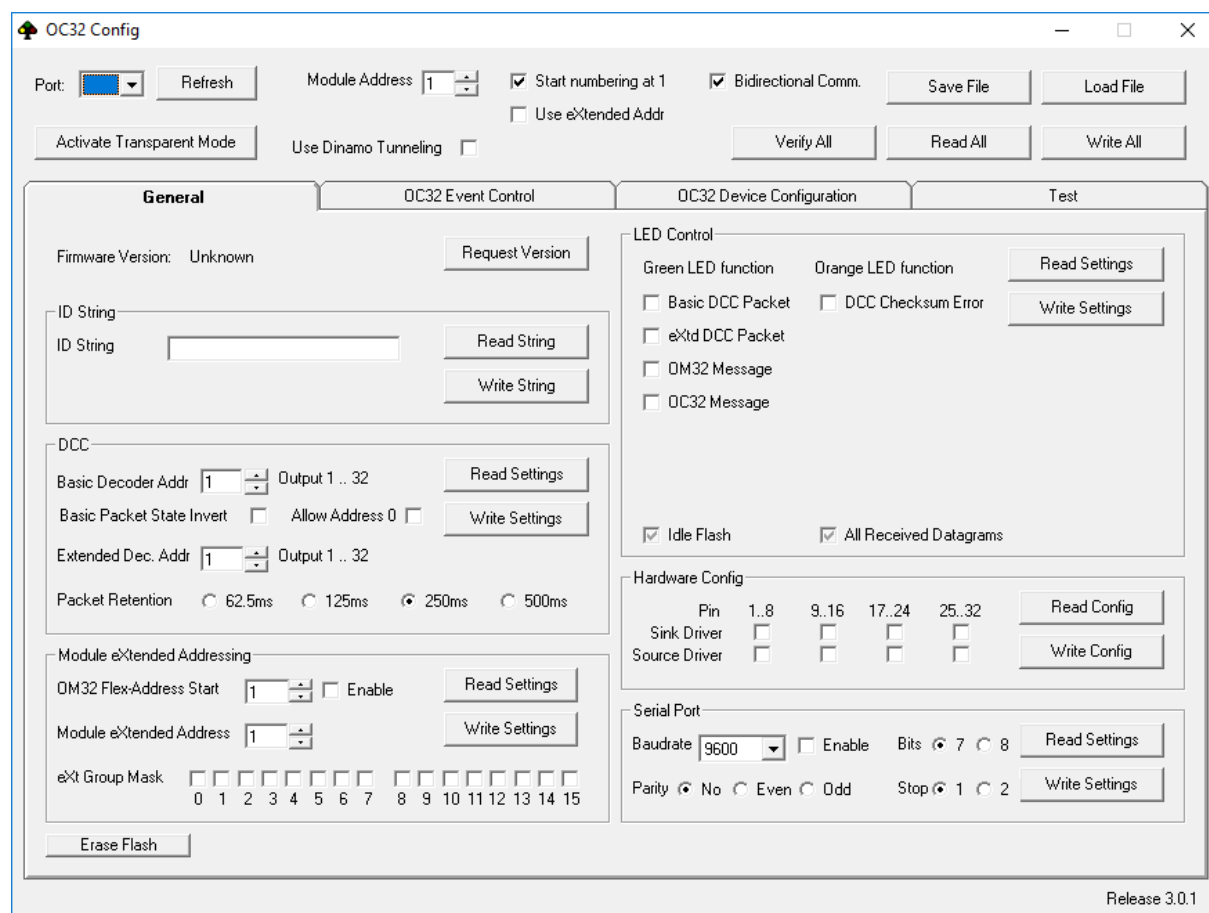 OC32 Config
Port: Refresh Module Address 1 Start numbering at 1 Bidirectional Comm. Save File Load File
Use eXtended Addr
Activate Transparent Mode Use Dinamo Tunneling Verify All Read All Write All
General OC32 Event Control OC32 Device Configuration Test
Firmware Version: Unknown Request Version
ID String
ID String Read String
Write String
DCC
Basic Decoder Addr 1 Output 1 .. 32 Read Settings
Basic Packet State Invert Allow Address 0 Write Settings
Extended Dec. Addr 1 Output 1 .. 32
Packet Retention 62.5ms 125ms 250ms 500ms
Module eXtended Addressing
OM32 Flex-Address Start 1 Enable Read Settings
Module eXtended Address 1 Write Settings
eXt Group Mask
0 1 2 3 4 5 6 7 8 9 10 11 12 13 14 15
Erase Flash
LED Control
Green LED function Orange LED function Read Settings
Basic DCC Packet DCC Checksum Error Write Settings
eXtd DCC Packet
OM32 Message
OC32 Message
Idle Flash All Received Datagrams
Hardware Config
Pin 1..8 9..16 17..24 25..32 Read Config
Sink Driver
Source Driver Write Config
Serial Port
Baudrate 9600 Enable Bits 7 8 Read Settings
Parity No Even Odd Stop 1 2 Write Settings
Release 3.0.1